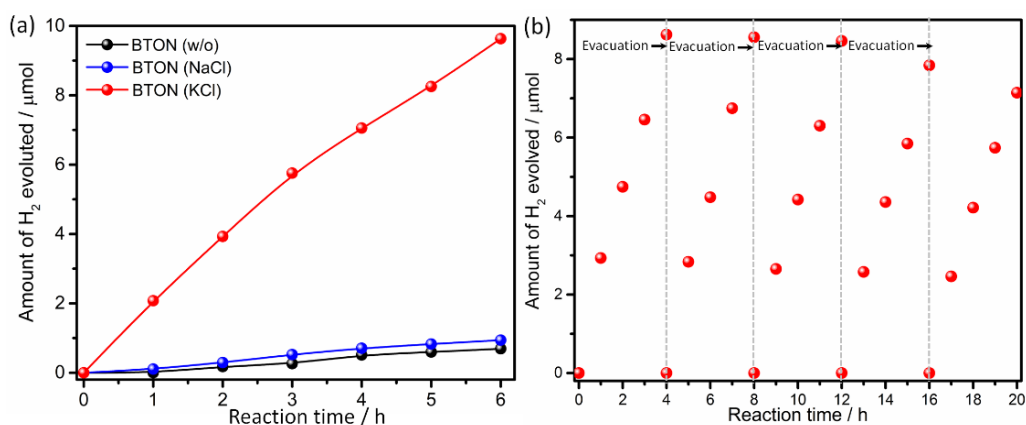 (a)
Amount of H2 evoluted / μmol
10
8
6
4
2
0
BTON (w/o)
BTON (NaCl)
BTON (KCl)
0 1 2 3 4 5 6
Reaction time / h
(b)
Amount of H2 evolved / μmol
8
6
4
2
0
Evacuation Evacuation Evacuation Evacuation
0 2 4 6 8 10 12 14 16 18 20
Reaction time / h